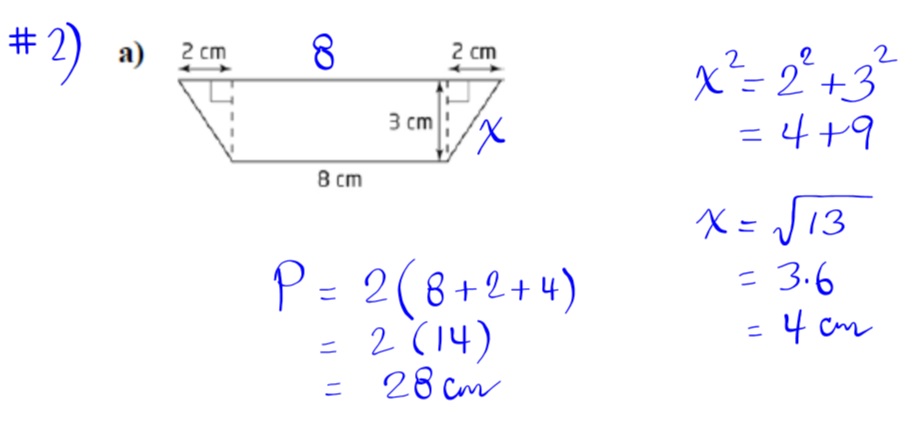 #2) a) 2 cm 8 2 cm
3 cm x
8 cm
x² = 2² + 3²
= 4 + 9
x = √13
= 3.6
= 4 cm
P = 2(8+2+4)
= 2(14)
= 28 cm